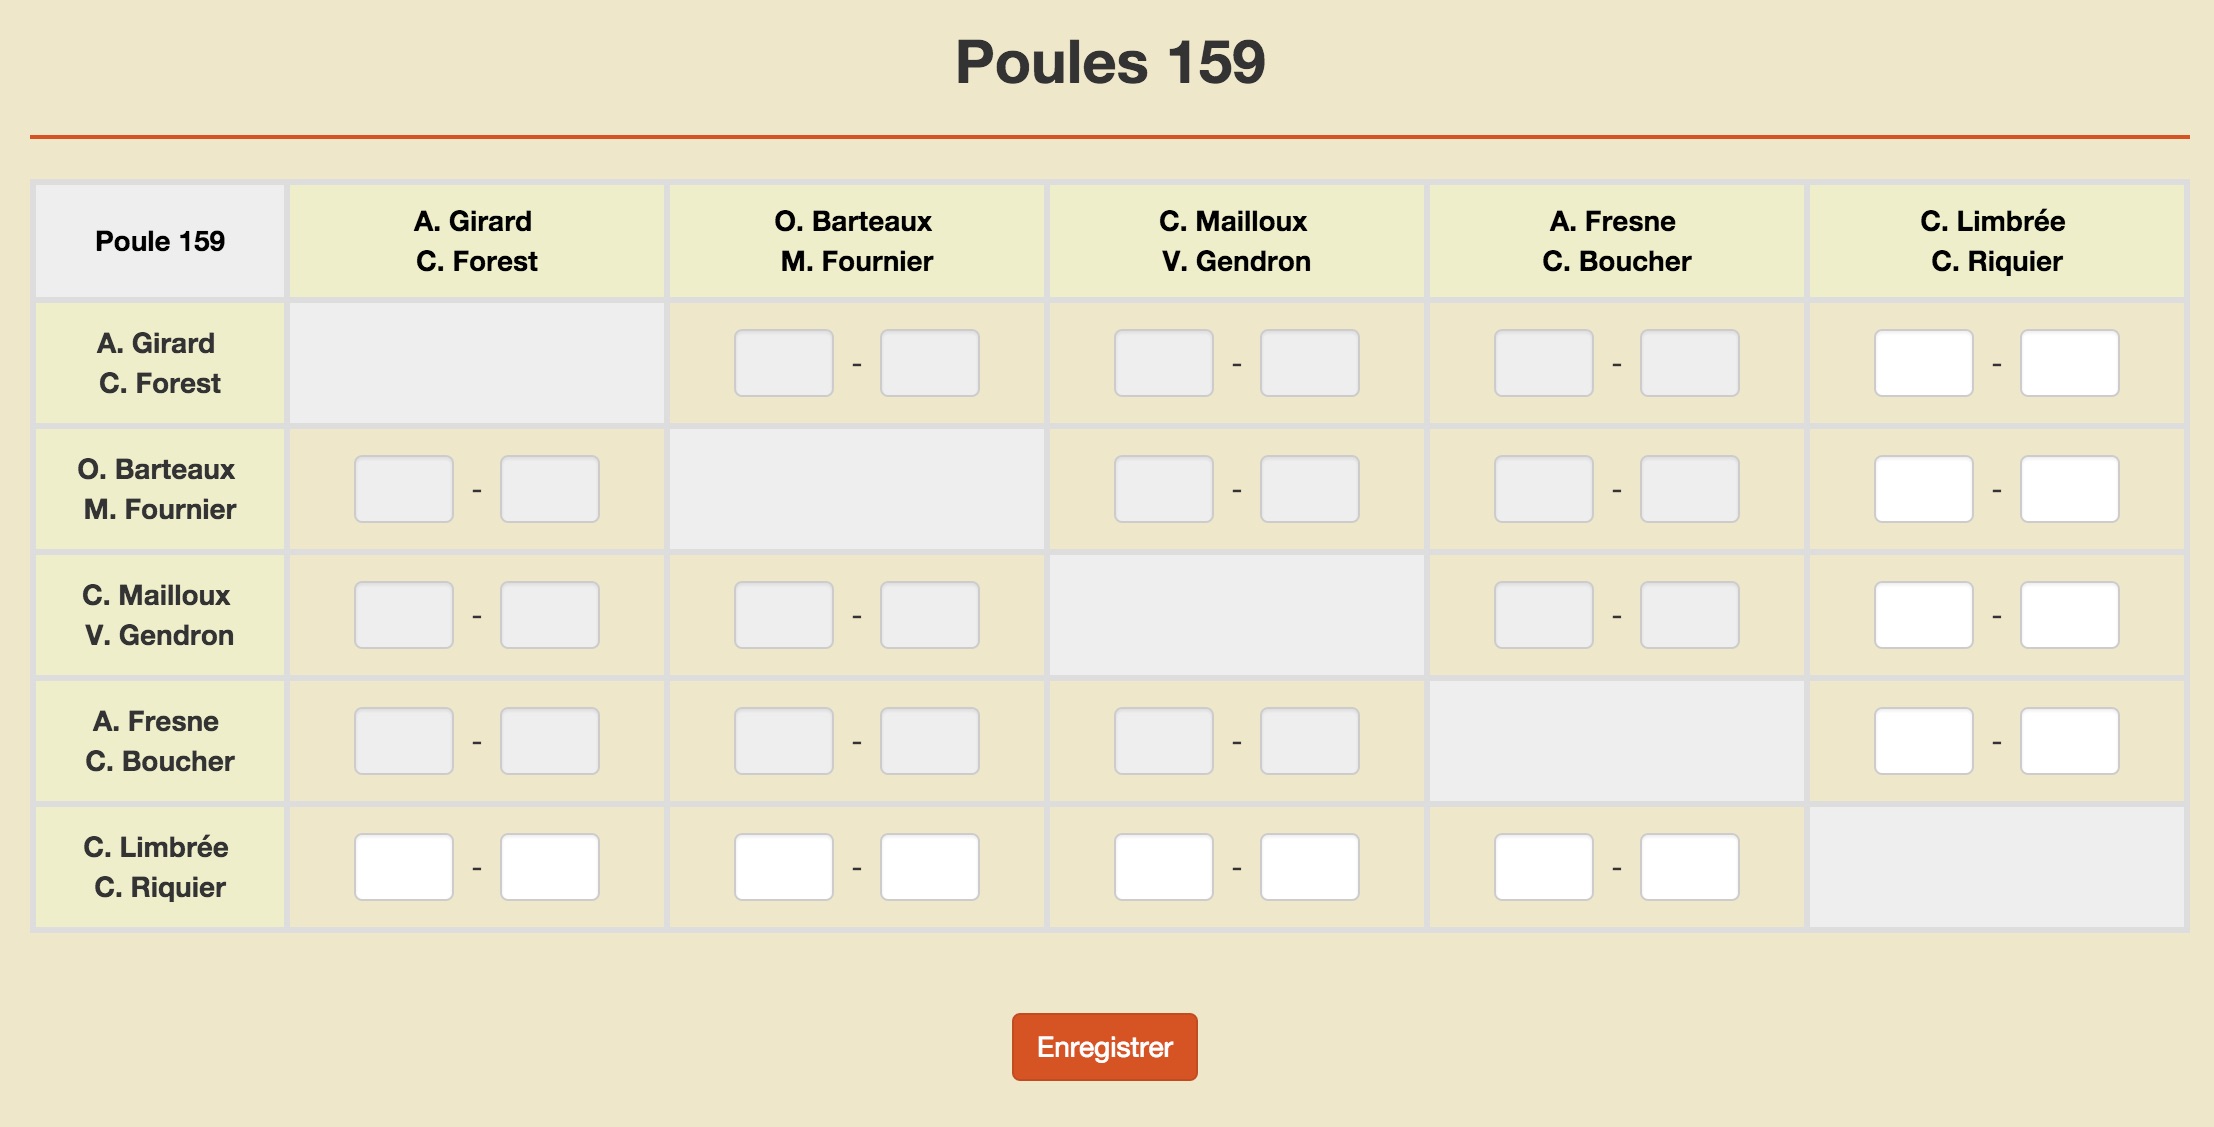 Poules 159
Poule 159
A. Girard
C. Forest
O. Barteaux
M. Fournier
C. Mailloux
V. Gendron
A. Fresne
C. Boucher
C. Limbrée
C. Riquier
A. Girard
C. Forest
-
-
-
-
O. Barteaux
M. Fournier
-
-
-
-
C. Mailloux
V. Gendron
-
-
-
-
A. Fresne
C. Boucher
-
-
-
-
C. Limbrée
C. Riquier
-
-
-
-
Enregistrer